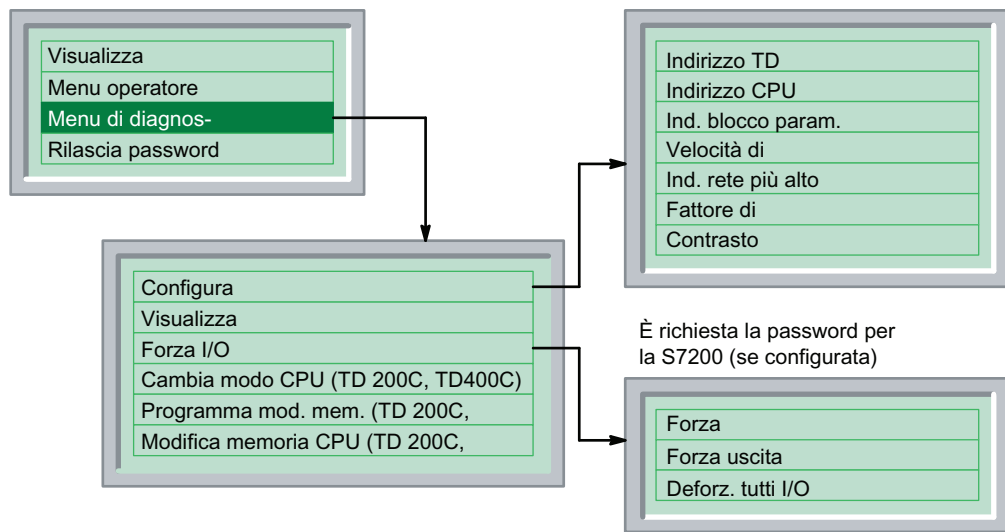 Visualizza
Menu operatore
Menu di diagnos-
Rilascia password
Indirizzo TD
Indirizzo CPU
Ind. blocco param.
Velocità di
Ind. rete più alto
Fattore di
Contrasto
Configura
Visualizza
Forza I/O
Cambia modo CPU (TD 200C, TD400C)
Programma mod. mem. (TD 200C,
Modifica memoria CPU (TD 200C,
È richiesta la password per
la S7200 (se configurata)
Forza
Forza uscita
Deforz. tutti I/O